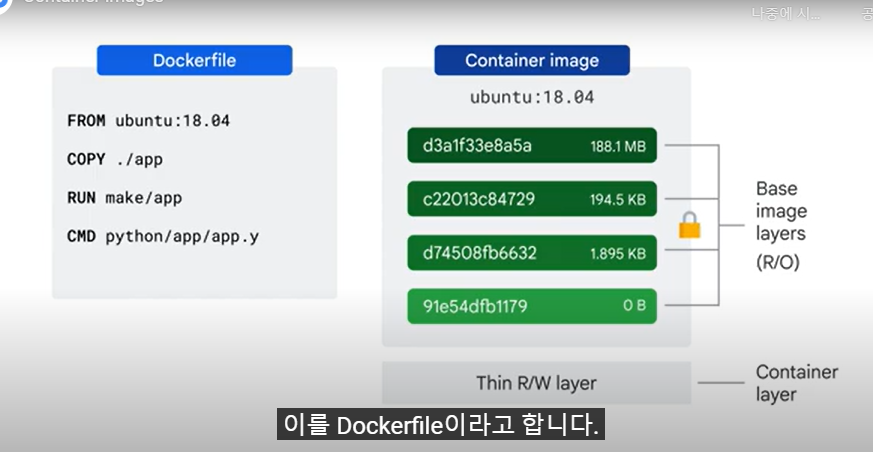 Container images
나중에 시...
공
Dockerfile
FROM ubuntu:18.04
COPY ./app
RUN make/app
CMD python/app/app.y
Container image
ubuntu:18.04
d3a1f33e8a5a 188.1 MB
c22013c84729 194.5 KB
d74508fb6632 1.895 KB
91e54dfb1179 0 B
Base
image
layers
(R/O)
Thin R/W layer
Container
layer
이를 Dockerfile이라고 합니다.